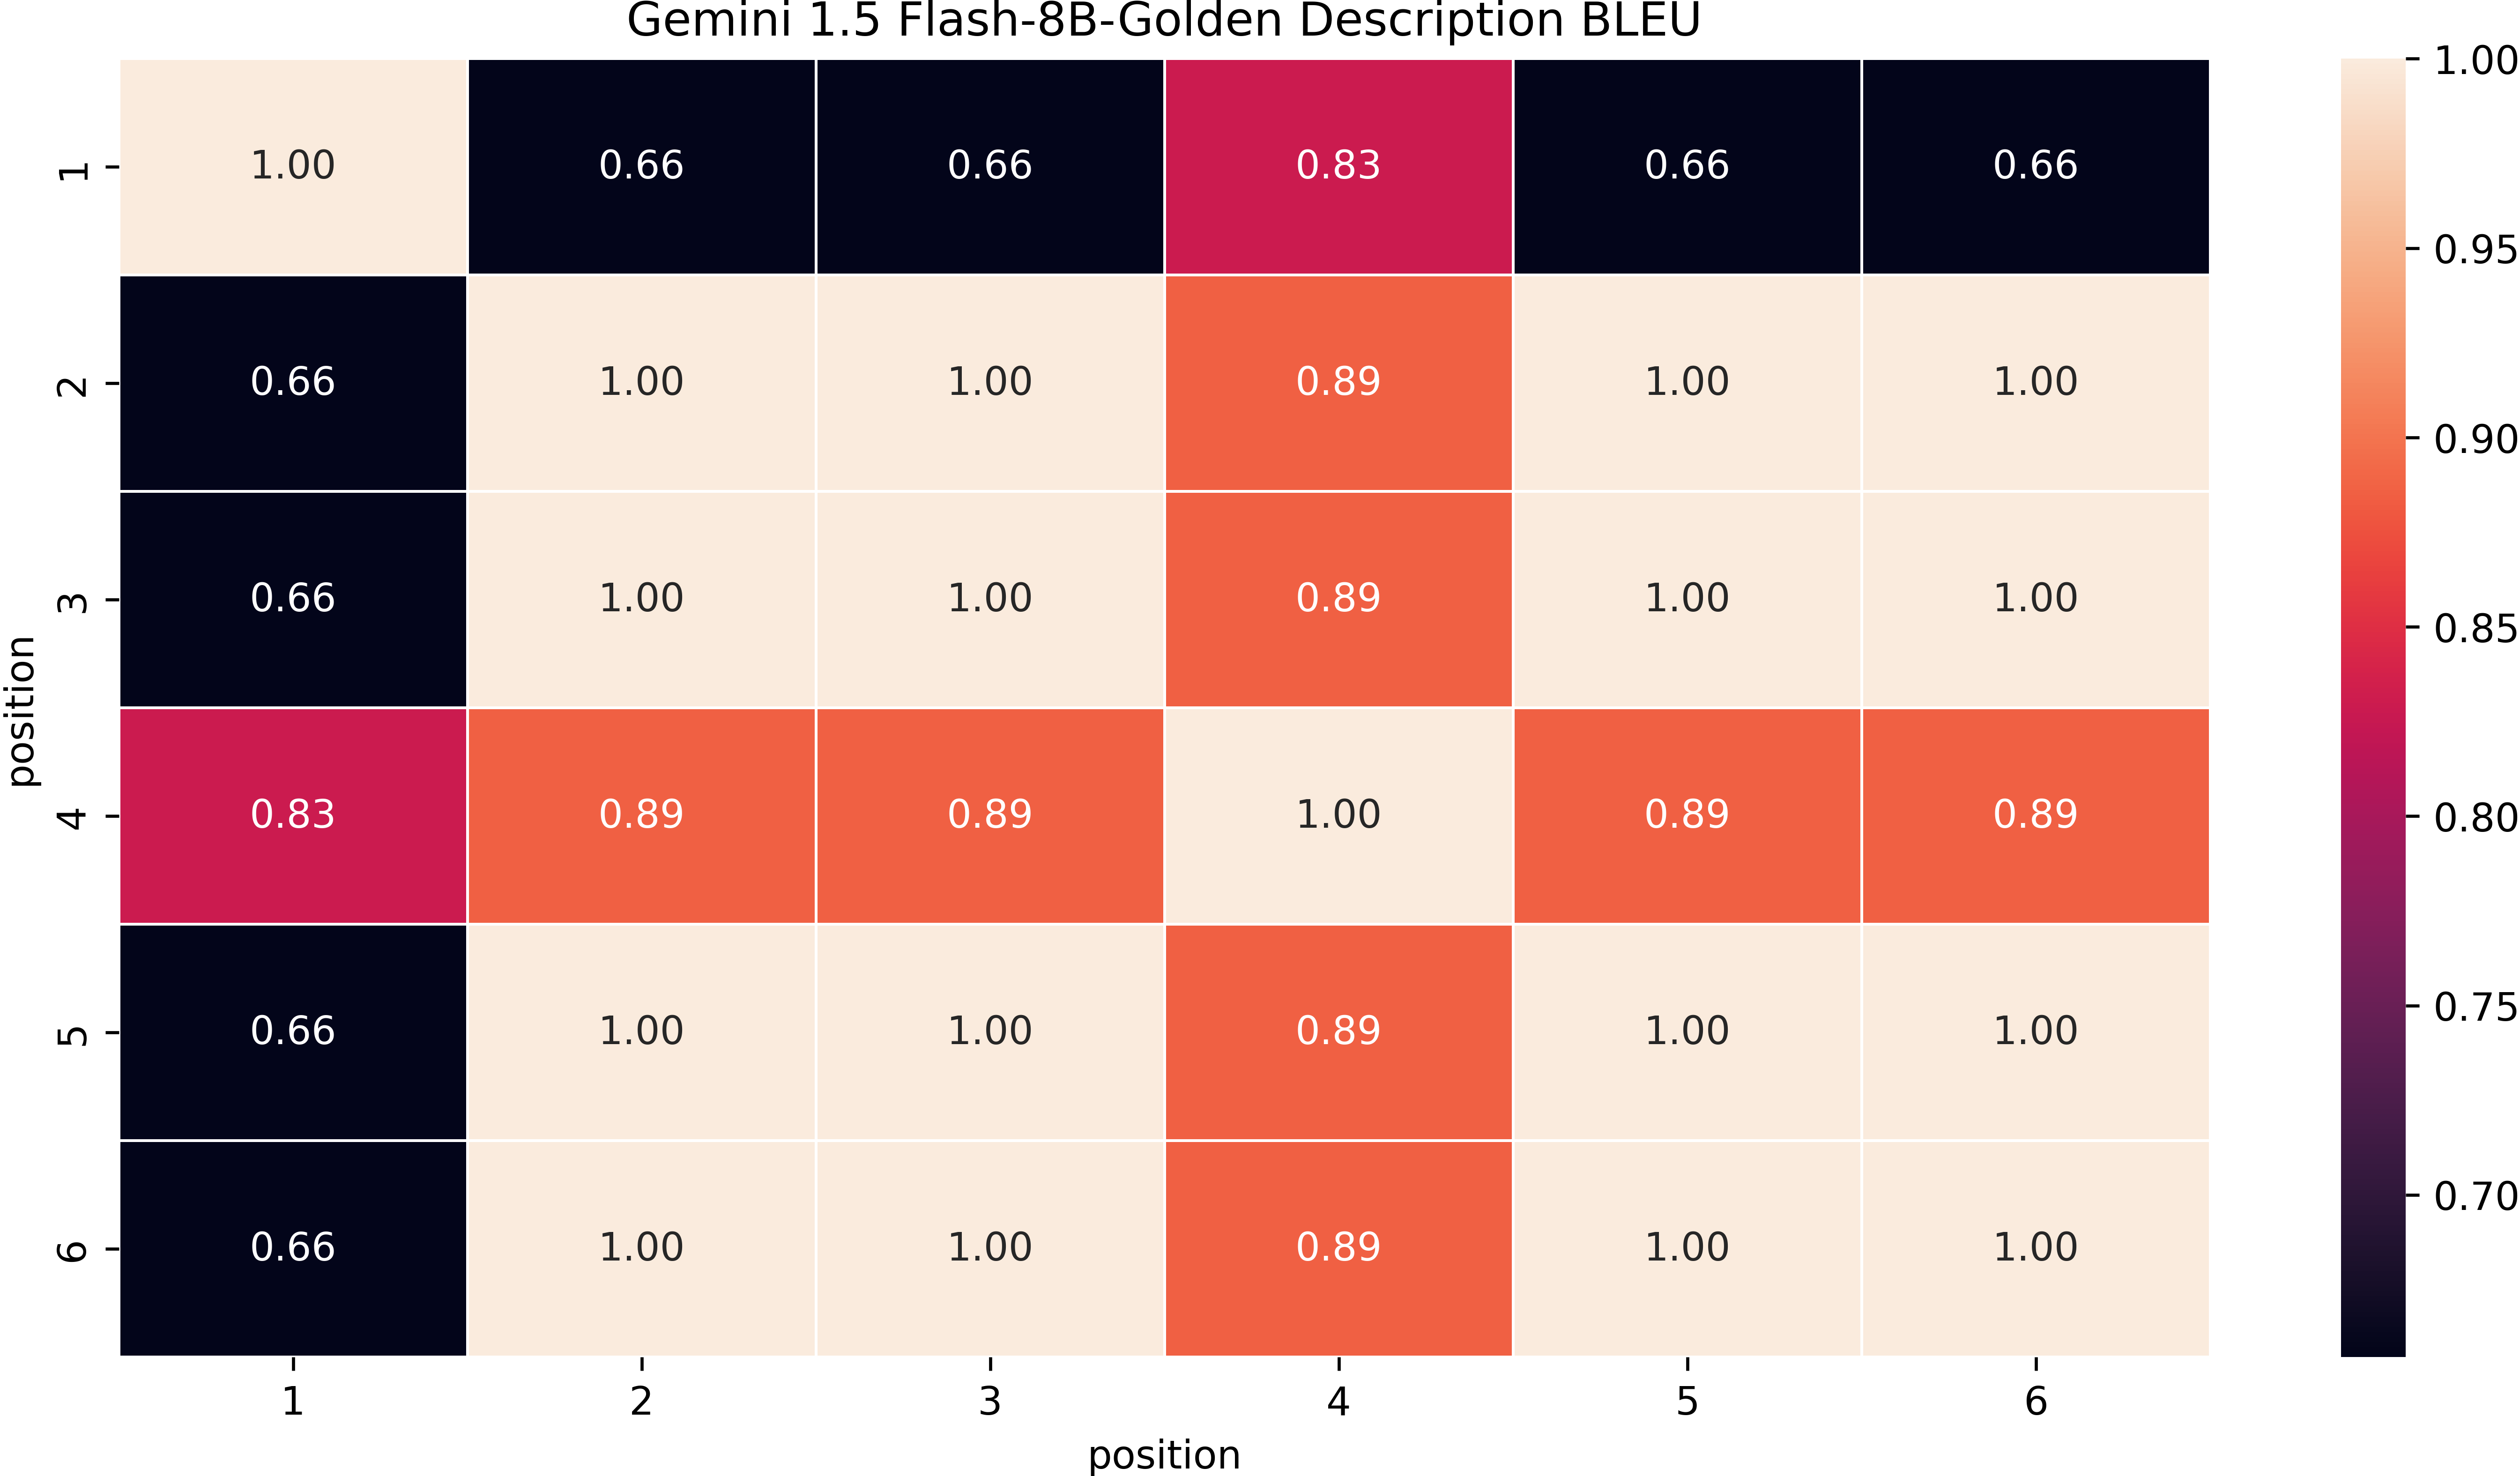 Gemini 1.5 Flash-8B-Golden Description BLEU
1.00
1 1.00 0.66 0.66 0.83 0.66 0.66
0.95
2 0.66 1.00 1.00 0.89 1.00 1.00
0.90
3 0.66 1.00 1.00 0.89 1.00 1.00
0.85
position
4 0.83 0.89 0.89 1.00 0.89 0.89
0.80
0.75
5 0.66 1.00 1.00 0.89 1.00 1.00
0.70
6 0.66 1.00 1.00 0.89 1.00 1.00
1 2 3 4 5 6
position